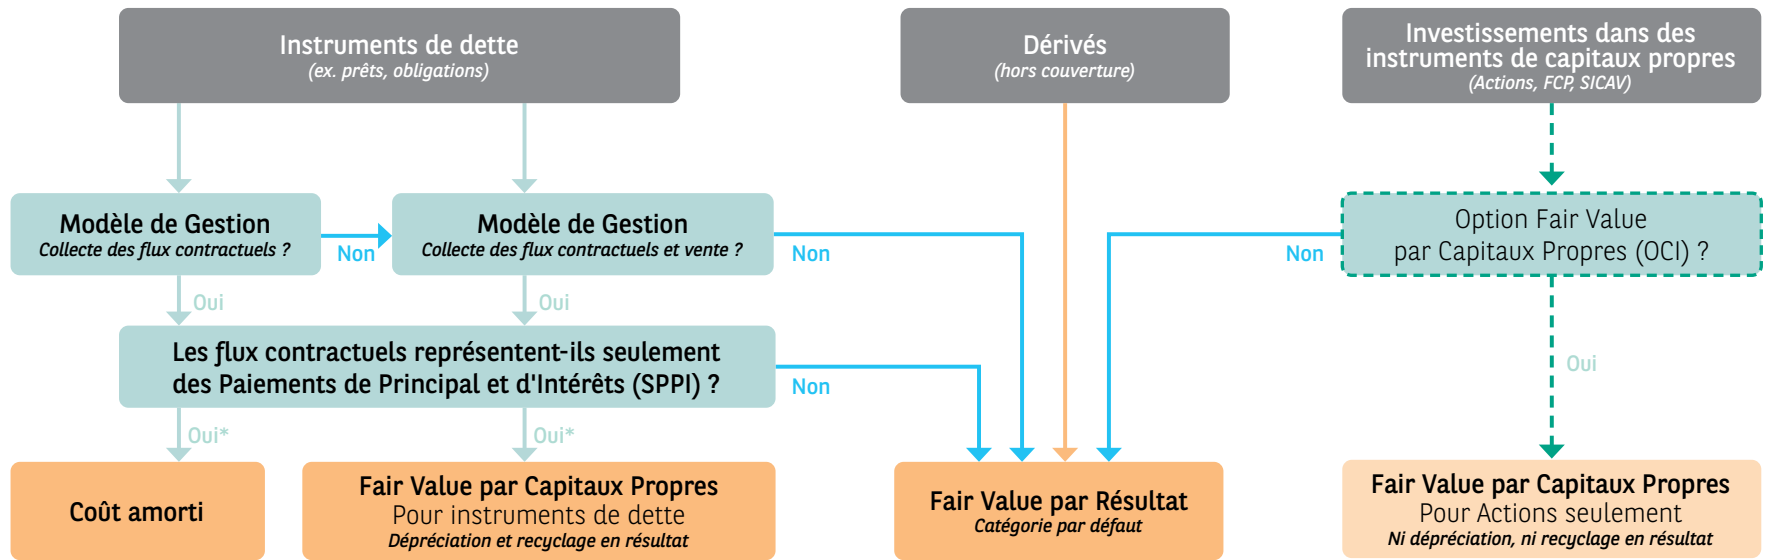 Instruments de dette
(ex. prêts, obligations)
Dérivés
(hors couverture)
Investissements dans des
instruments de capitaux propres
(Actions, FCP, SICAV)
Modèle de Gestion
Collecte des flux contractuels ?
Non
Modèle de Gestion
Collecte des flux contractuels et vente ?
Non
Non
Option Fair Value
par Capitaux Propres (OCI) ?
Oui
Oui
Les flux contractuels représentent-ils seulement
des Paiements de Principal et d'Intérêts (SPPI) ?
Non
Oui
Oui*
Oui*
Coût amorti
Fair Value par Capitaux Propres
Pour instruments de dette
Dépréciation et recyclage en résultat
Fair Value par Résultat
Catégorie par défaut
Fair Value par Capitaux Propres
Pour Actions seulement
Ni dépréciation, ni recyclage en résultat